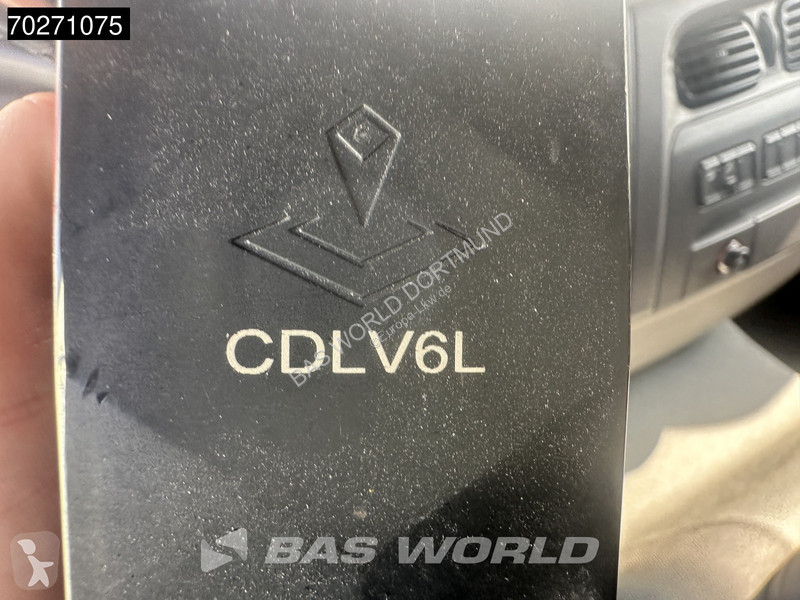 70271075
BAS WORLD DORTMUND
Europa-Lkw.de
CDLV6L
BAS WORLD